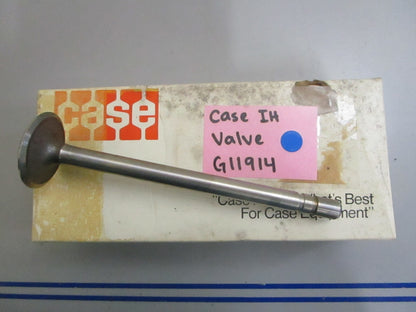 case
Case IH
Valve
G11914
"Case's Best
For Case Equipment"